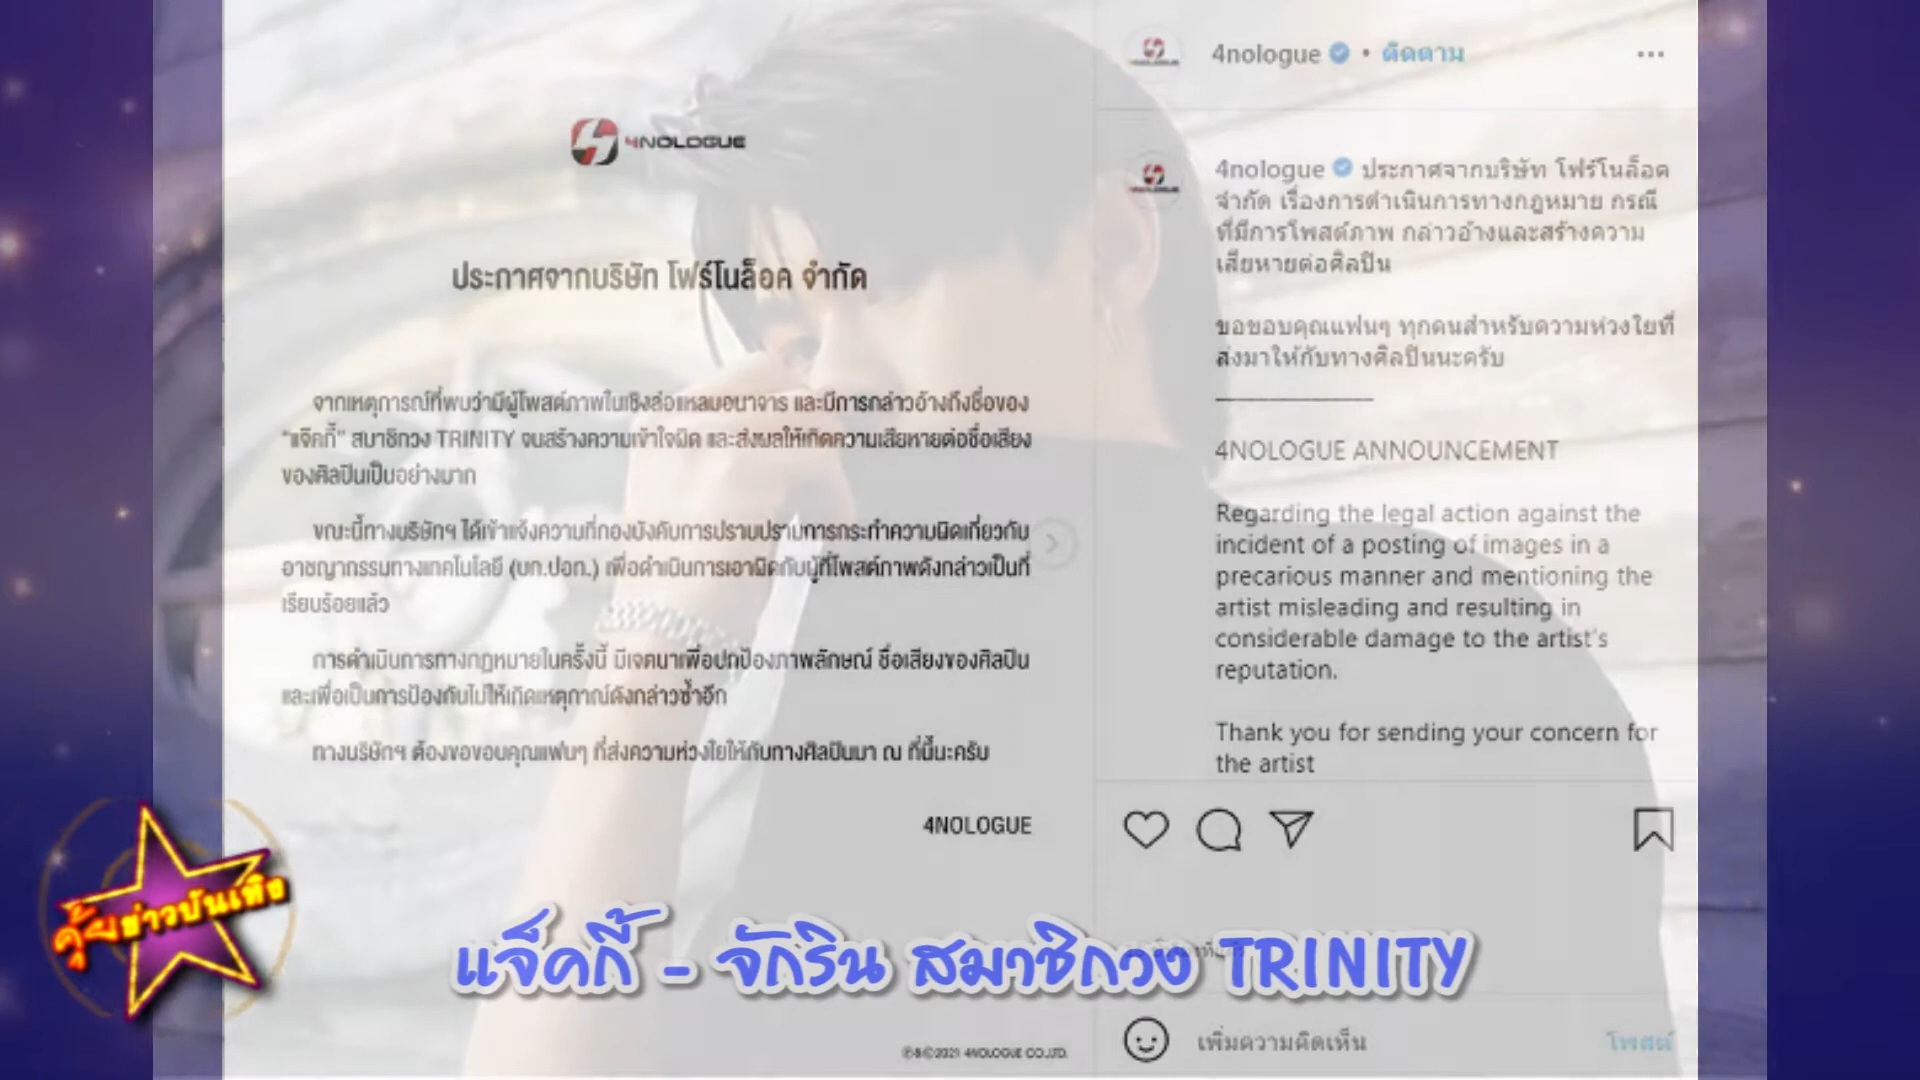 4NOLOGUE
ประกาศจากบริษัท โฟร์โนล็อค จำกัด
จากเหตุการณ์ที่พบว่ามีผู้โพสต์ภาพในเชิงล่อแหลมอนาจาร และมีการกล่าวอ้างถึงชื่อของ
"แจ๊คกี้" สมาชิกวง TRINITY จนสร้างความเข้าใจผิด และส่งผลให้เกิดความเสียหายต่อชื่อเสียง
ของศิลปินเป็นอย่างมาก
ขณะนี้ทางบริษัทฯ ได้เข้าแจ้งความที่กองบังคับการปราบปรามการกระทำความผิดเกี่ยวกับ
อาชญากรรมทางเทคโนโลยี (บก.ปอท.) เพื่อดำเนินการเอาผิดกับผู้ที่โพสต์ภาพดังกล่าวเป็นที่
เรียบร้อยแล้ว
การดำเนินการทางกฎหมายในครั้งนี้ มีเจตนาเพื่อปกป้องภาพลักษณ์ ชื่อเสียงของศิลปิน
และเพื่อเป็นการป้องกันไม่ให้เกิดเหตุการณ์ดังกล่าวซ้ำอีก
ทางบริษัทฯ ต้องขอขอบคุณแฟนๆ ที่ส่งความห่วงใยให้กับทางศิลปินมา ณ ที่นี้นะครับ
4NOLOGUE
℗&©2021 4NOLOGUE CO.,LTD.
4nologue • ติดตาม
4nologue ประกาศจากบริษัท โฟร์โนล็อค
จำกัด เรื่องการดำเนินการทางกฎหมาย กรณี
ที่มีการโพสต์ภาพ กล่าวอ้างและสร้างความ
เสียหายต่อศิลปิน
ขอขอบคุณแฟนๆ ทุกคนสำหรับความห่วงใยที่
ส่งมาให้กับทางศิลปินนะครับ
4NOLOGUE ANNOUNCEMENT
Regarding the legal action against the
incident of a posting of images in a
precarious manner and mentioning the
artist misleading and resulting in
considerable damage to the artist's
reputation.
Thank you for sending your concern for
the artist
เพิ่มความคิดเห็น โพสต์
คุ้ยข่าวบันเทิง
แจ็คกี้ - จักริน สมาชิกวง TRINITY